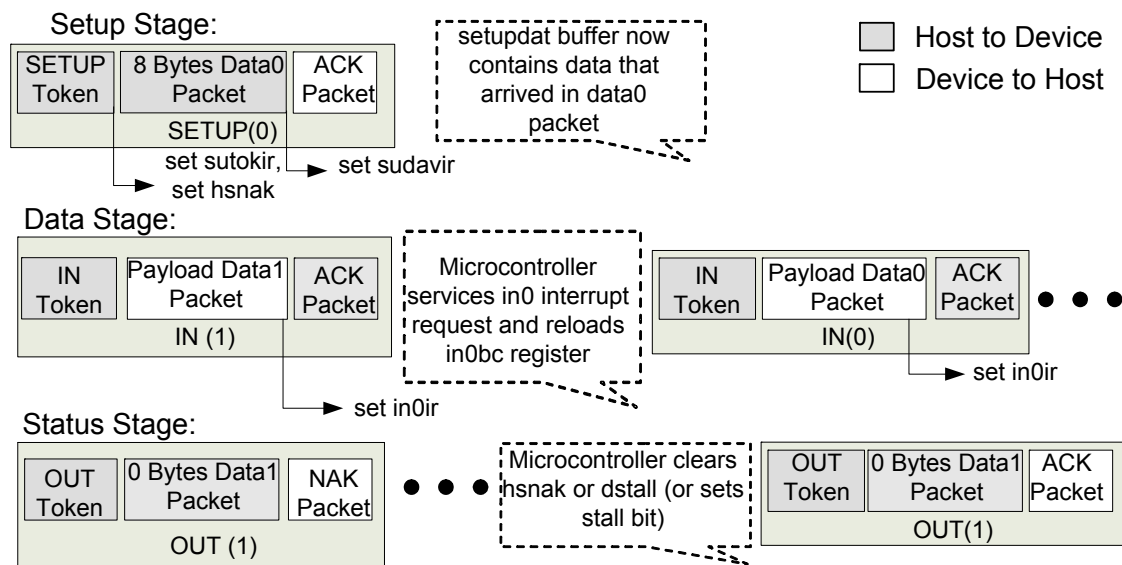 Setup Stage:
SETUP
Token
8 Bytes Data0
Packet
ACK
Packet
SETUP(0)
set sutokir,
set hsnak
set sudavir
setupdat buffer now
contains data that
arrived in data0
packet
Host to Device
Device to Host
Data Stage:
IN
Token
Payload Data1
Packet
ACK
Packet
IN (1)
set in0ir
Microcontroller
services in0 interrupt
request and reloads
in0bc register
IN
Token
Payload Data0
Packet
ACK
Packet
IN(0)
set in0ir
Status Stage:
OUT
Token
0 Bytes Data1
Packet
NAK
Packet
OUT (1)
Microcontroller clears
hsnak or dstall (or sets
stall bit)
OUT
Token
0 Bytes Data1
Packet
ACK
Packet
OUT(1)